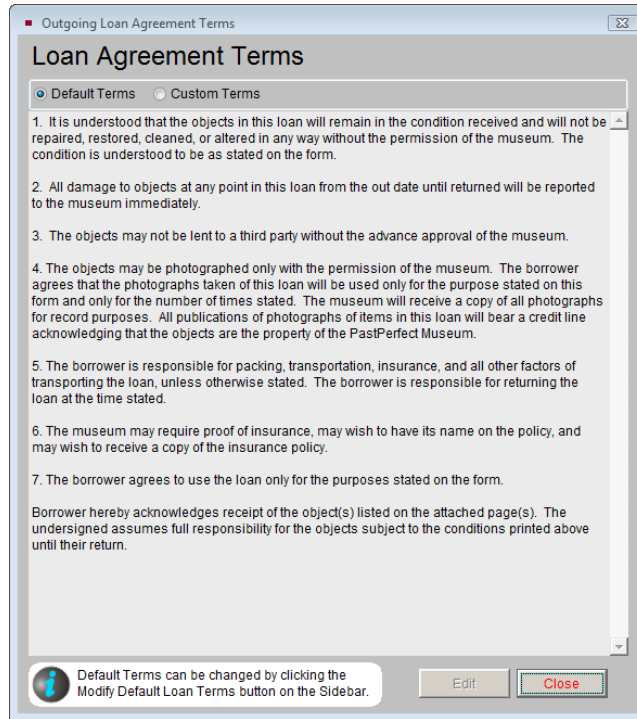 Outgoing Loan Agreement Terms
Loan Agreement Terms
Default Terms Custom Terms
1. It is understood that the objects in this loan will remain in the condition received and will not be
repaired, restored, cleaned, or altered in any way without the permission of the museum. The
condition is understood to be as stated on the form.
2. All damage to objects at any point in this loan from the out date until returned will be reported
to the museum immediately.
3. The objects may not be lent to a third party without the advance approval of the museum.
4. The objects may be photographed only with the permission of the museum. The borrower
agrees that the photographs taken of this loan will be used only for the purpose stated on this
form and only for the number of times stated. The museum will receive a copy of all photographs
for record purposes. All publications of photographs of items in this loan will bear a credit line
acknowledging that the objects are the property of the PastPerfect Museum.
5. The borrower is responsible for packing, transportation, insurance, and all other factors of
transporting the loan, unless otherwise stated. The borrower is responsible for returning the
loan at the time stated.
6. The museum may require proof of insurance, may wish to have its name on the policy, and
may wish to receive a copy of the insurance policy.
7. The borrower agrees to use the loan only for the purposes stated on the form.
Borrower hereby acknowledges receipt of the object(s) listed on the attached page(s). The
undersigned assumes full responsibility for the objects subject to the conditions printed above
until their return.
Default Terms can be changed by clicking the
Modify Default Loan Terms button on the Sidebar.
Edit Close